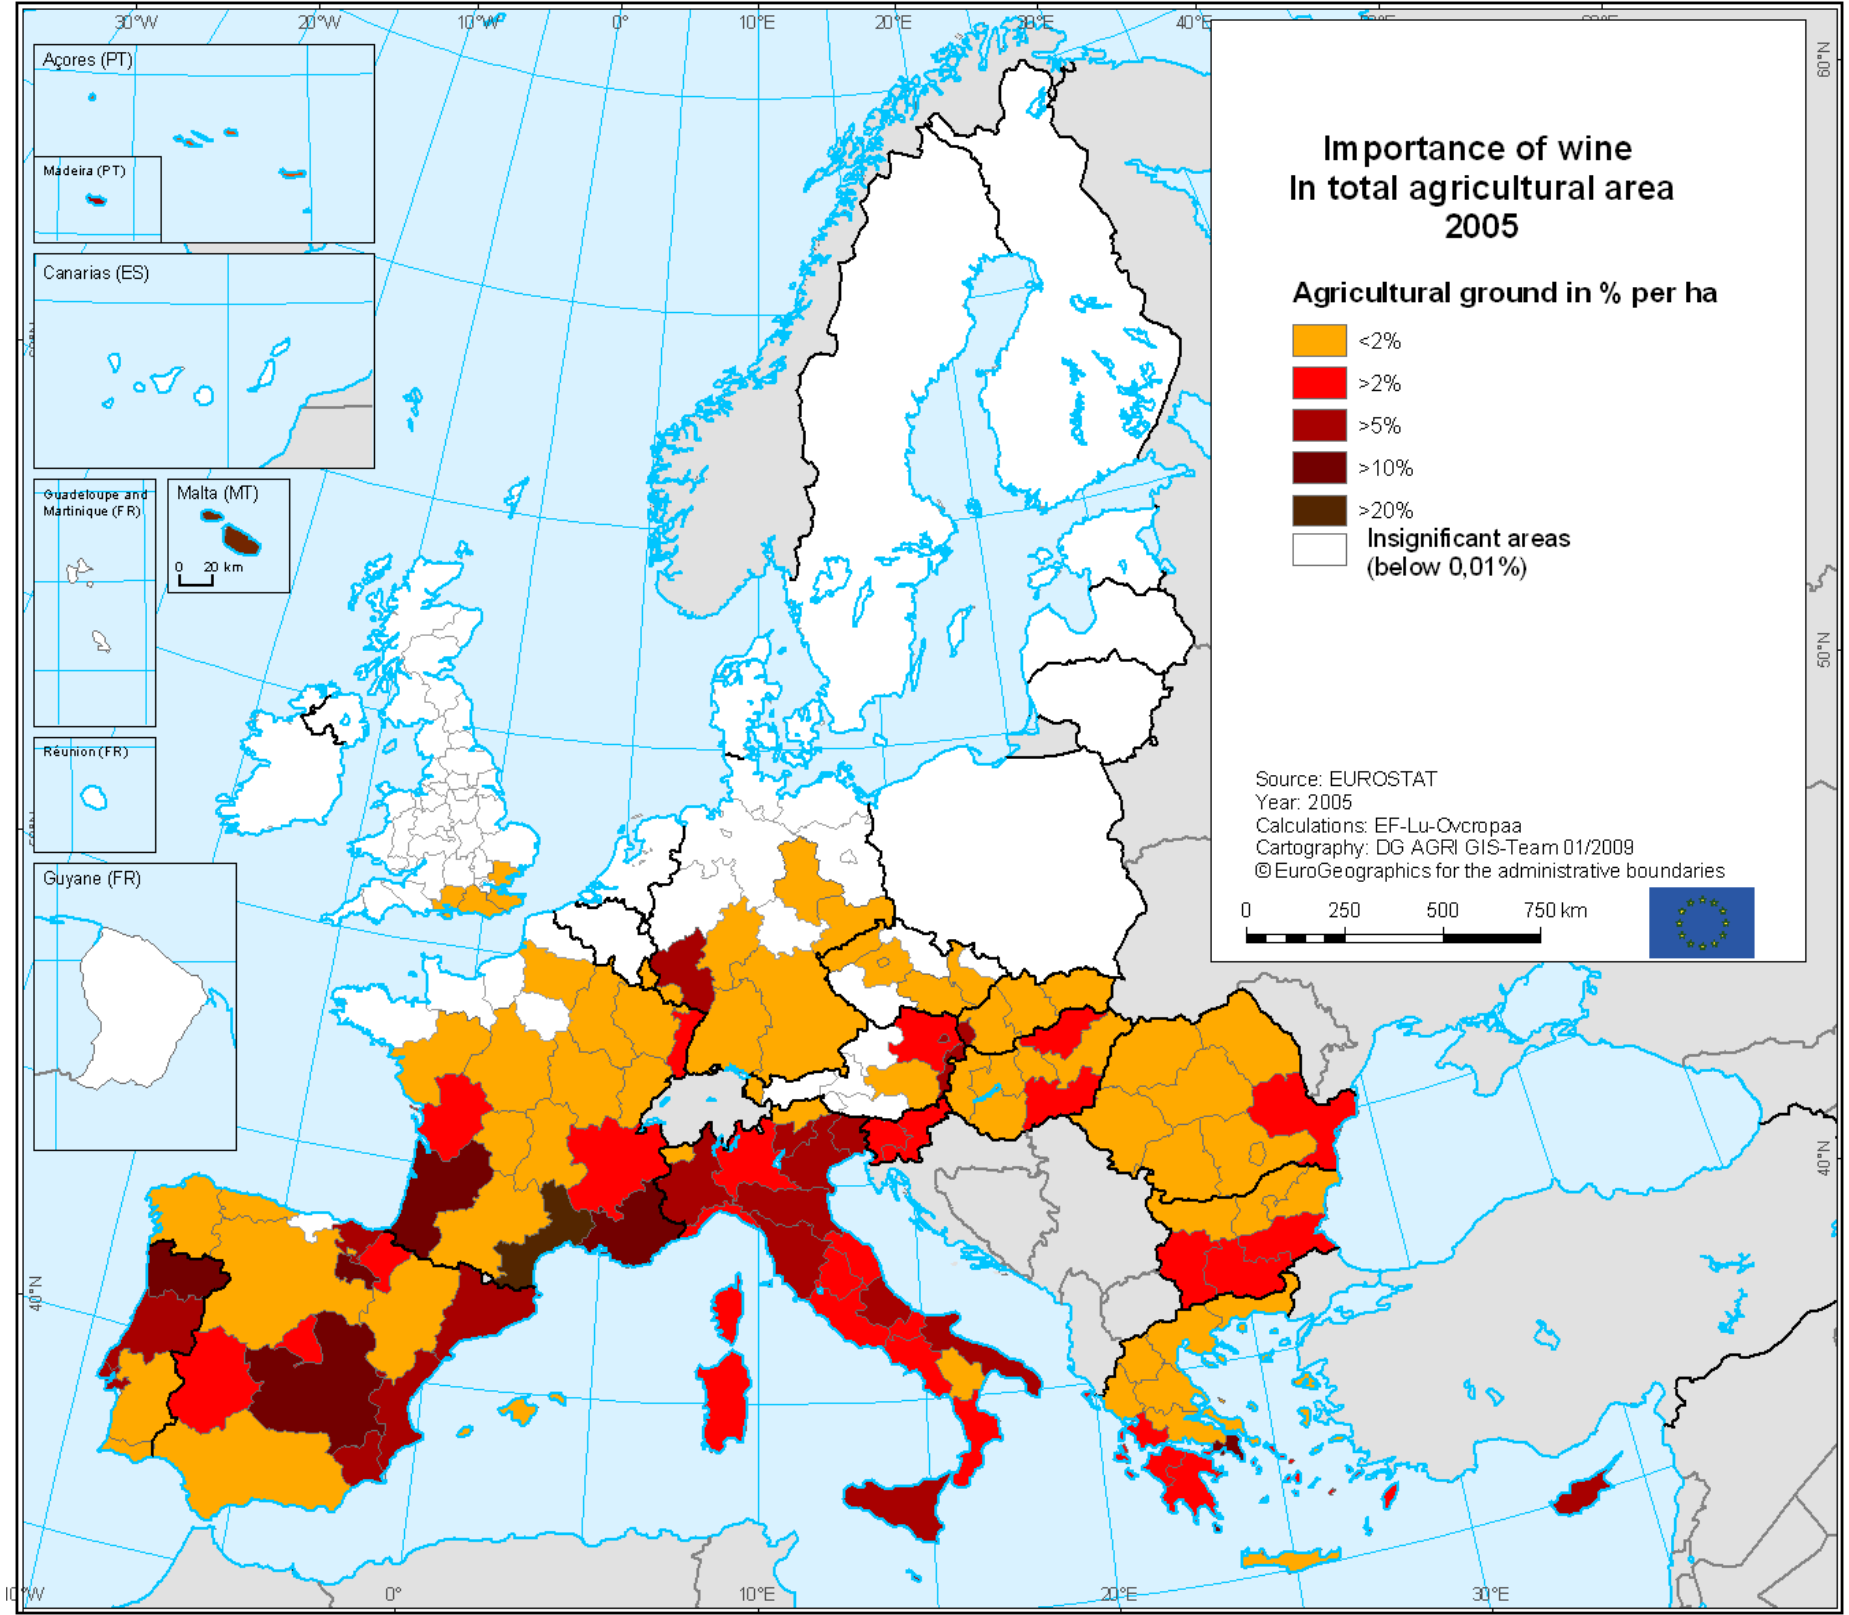 30°W
20°W
10°W
0°
10°E
20°E
30°E
40°E
60°N
Açores (PT)
Madeira (PT)
Canarias (ES)
Guadeloupe and
Martinique (FR)
Malta (MT)
0 20 km
Réunion (FR)
Guyane (FR)
Importance of wine
In total agricultural area
2005
Agricultural ground in % per ha
<2%
>2%
>5%
>10%
>20%
Insignificant areas
(below 0,01%)
50°N
Source: EUROSTAT
Year: 2005
Calculations: EF-Lu-Ovcropaa
Cartography: DG AGRI GIS-Team 01/2009
© EuroGeographics for the administrative boundaries
0 250 500 750 km
40°N
40°N
10°W
0°
10°E
20°E
30°E